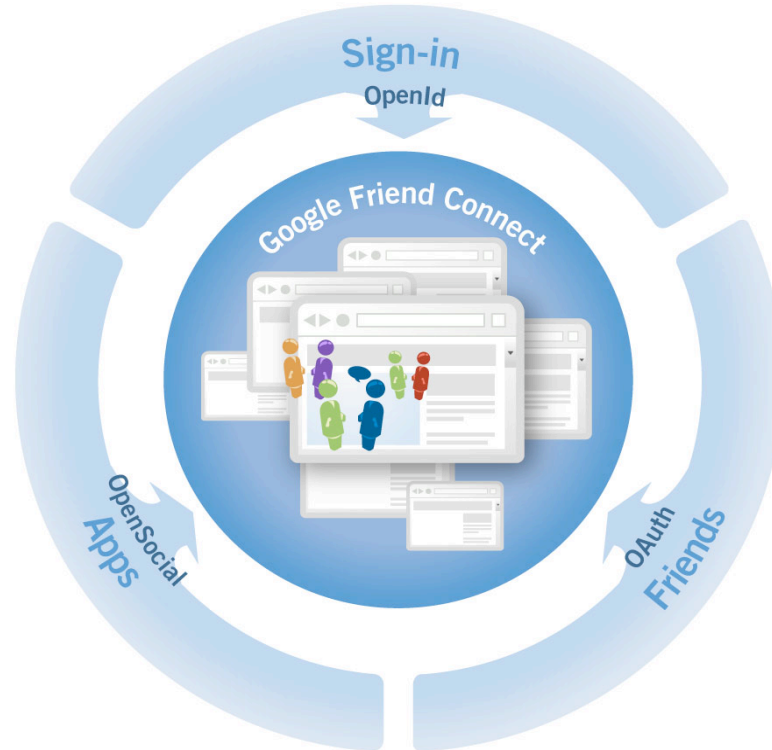 Sign-in
OpenId
Google Friend Connect
OpenSocial
Apps
OAuth
Friends